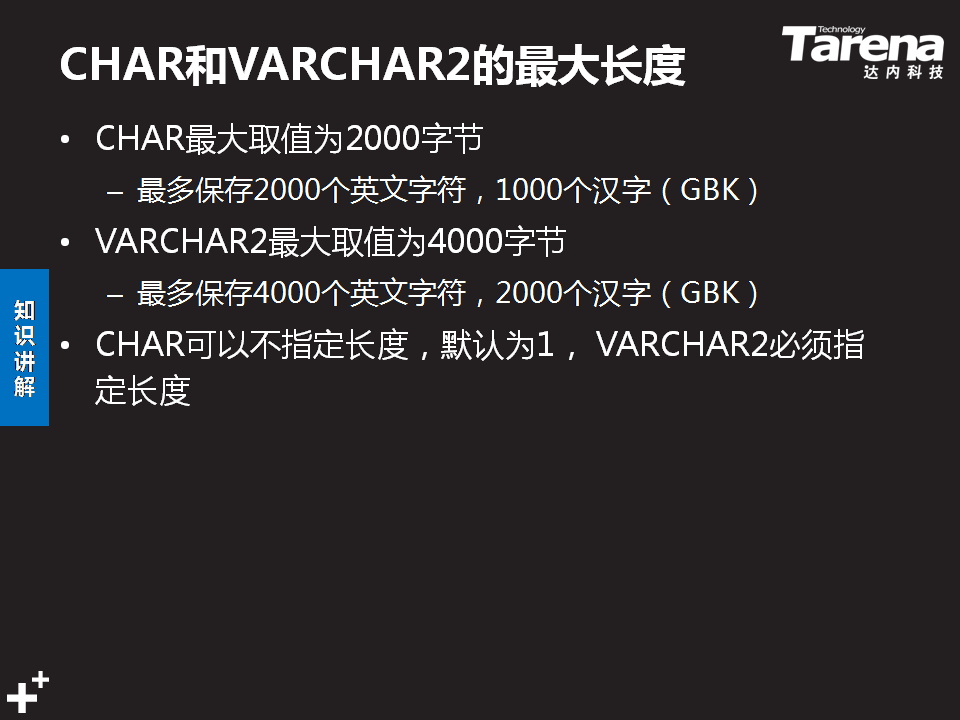 CHAR和VARCHAR2的最大长度
Technology
Tarena
达内科技
• CHAR最大取值为2000字节
– 最多保存2000个英文字符，1000个汉字（GBK）
• VARCHAR2最大取值为4000字节
– 最多保存4000个英文字符，2000个汉字（GBK）
• CHAR可以不指定长度，默认为1， VARCHAR2必须指
定长度
知
识
讲
解